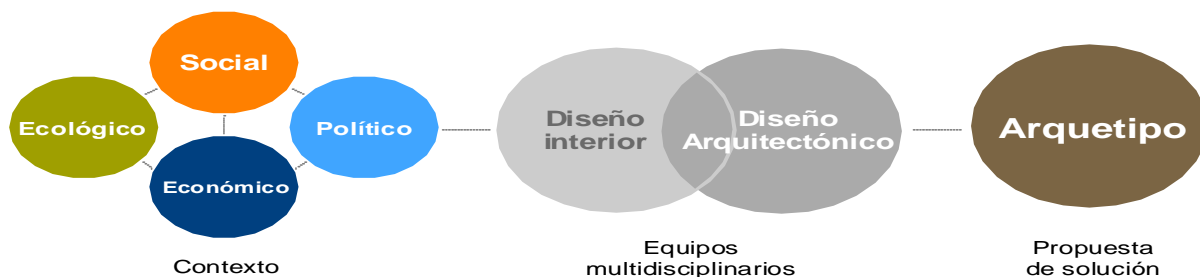 Social
Ecológico
Político
Económico
Contexto
Diseño
interior
Diseño
Arquitectónico
Equipos
multidisciplinarios
Arquetipo
Propuesta
de solución